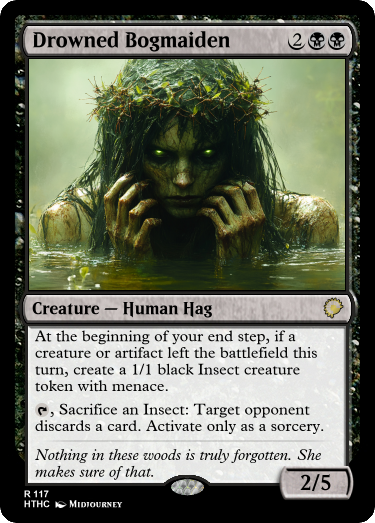 Drowned Bogmaiden 2
Creature — Human Hag
At the beginning of your end step, if a
creature or artifact left the battlefield this
turn, create a 1/1 black Insect creature
token with menace.
, Sacrifice an Insect: Target opponent
discards a card. Activate only as a sorcery.
Nothing in these woods is truly forgotten. She
makes sure of that.
2/5
R 117
HTHC Midjourney